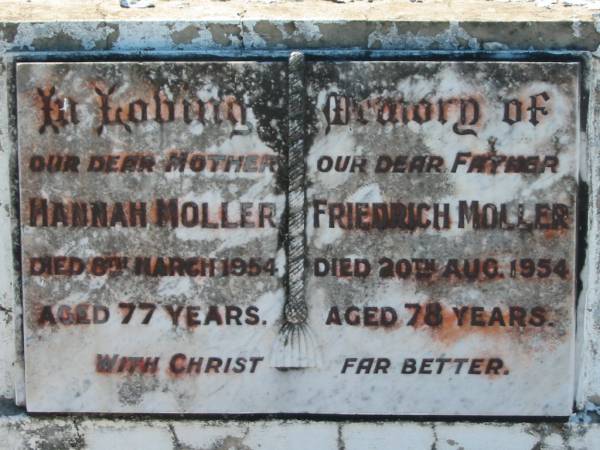 In Loving Memory of
OUR DEAR MOTHER
HANNAH MOLLER
DIED 8TH MARCH 1954
AGED 77 YEARS.
OUR DEAR FATHER
FRIEDRICH MOLLER
DIED 20TH AUG. 1954
AGED 78 YEARS.
WITH CHRIST FAR BETTER.